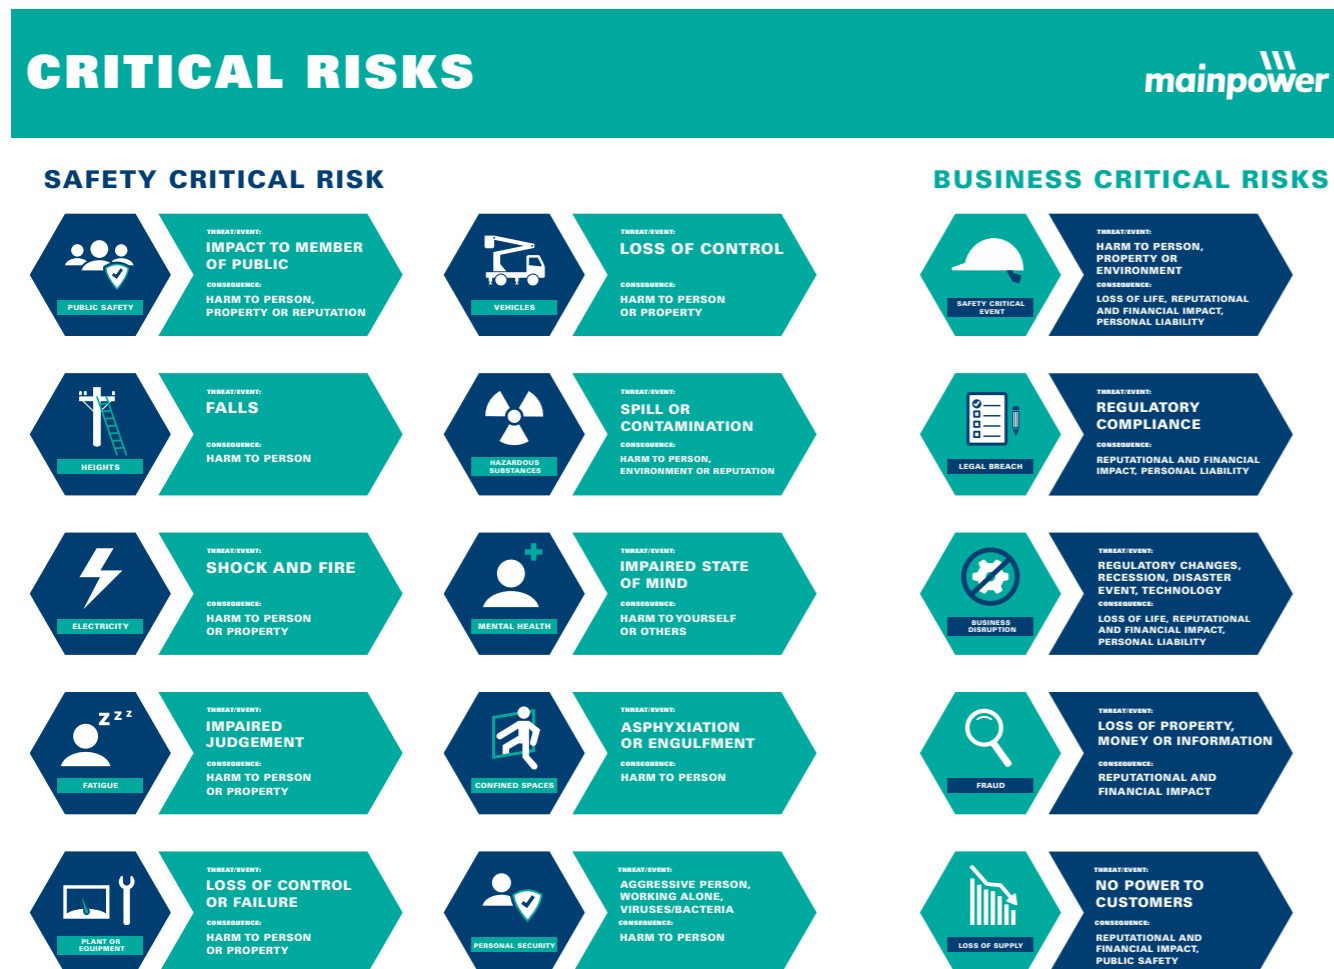 CRITICAL RISKS
mainpower
SAFETY CRITICAL RISK
PUBLIC SAFETY
THREAT/EVENT:
IMPACT TO MEMBER
OF PUBLIC
CONSEQUENCE:
HARM TO PERSON,
PROPERTY OR REPUTATION
HEIGHTS
THREAT/EVENT:
FALLS
CONSEQUENCE:
HARM TO PERSON
ELECTRICITY
THREAT/EVENT:
SHOCK AND FIRE
CONSEQUENCE:
HARM TO PERSON
OR PROPERTY
z z z
FATIGUE
THREAT/EVENT:
IMPAIRED
JUDGEMENT
CONSEQUENCE:
HARM TO PERSON
OR PROPERTY
PLANT OR
EQUIPMENT
THREAT/EVENT:
LOSS OF CONTROL
OR FAILURE
CONSEQUENCE:
HARM TO PERSON
OR PROPERTY
VEHICLES
THREAT/EVENT:
LOSS OF CONTROL
CONSEQUENCE:
HARM TO PERSON
OR PROPERTY
HAZARDOUS
SUBSTANCES
THREAT/EVENT:
SPILL OR
CONTAMINATION
CONSEQUENCE:
HARM TO PERSON,
ENVIRONMENT OR REPUTATION
MENTAL HEALTH
THREAT/EVENT:
IMPAIRED STATE
OF MIND
CONSEQUENCE:
HARM TO YOURSELF
OR OTHERS
CONFINED SPACES
THREAT/EVENT:
ASPHYXIATION
OR ENGULFMENT
CONSEQUENCE:
HARM TO PERSON
PERSONAL SECURITY
THREAT/EVENT:
AGGRESSIVE PERSON,
WORKING ALONE,
VIRUSES/BACTERIA
CONSEQUENCE:
HARM TO PERSON
BUSINESS CRITICAL RISKS
SAFETY CRITICAL
EVENT
THREAT/EVENT:
HARM TO PERSON,
PROPERTY OR
ENVIRONMENT
CONSEQUENCE:
LOSS OF LIFE, REPUTATIONAL
AND FINANCIAL IMPACT,
PERSONAL LIABILITY
LEGAL BREACH
THREAT/EVENT:
REGULATORY
COMPLIANCE
CONSEQUENCE:
REPUTATIONAL AND FINANCIAL
IMPACT, PERSONAL LIABILITY
BUSINESS
DISRUPTION
THREAT/EVENT:
REGULATORY CHANGES,
RECESSION, DISASTER
EVENT, TECHNOLOGY
CONSEQUENCE:
LOSS OF LIFE, REPUTATIONAL
AND FINANCIAL IMPACT,
PERSONAL LIABILITY
FRAUD
THREAT/EVENT:
LOSS OF PROPERTY,
MONEY OR INFORMATION
CONSEQUENCE:
REPUTATIONAL AND
FINANCIAL IMPACT
LOSS OF SUPPLY
THREAT/EVENT:
NO POWER TO
CUSTOMERS
CONSEQUENCE:
REPUTATIONAL AND
FINANCIAL IMPACT,
PUBLIC SAFETY